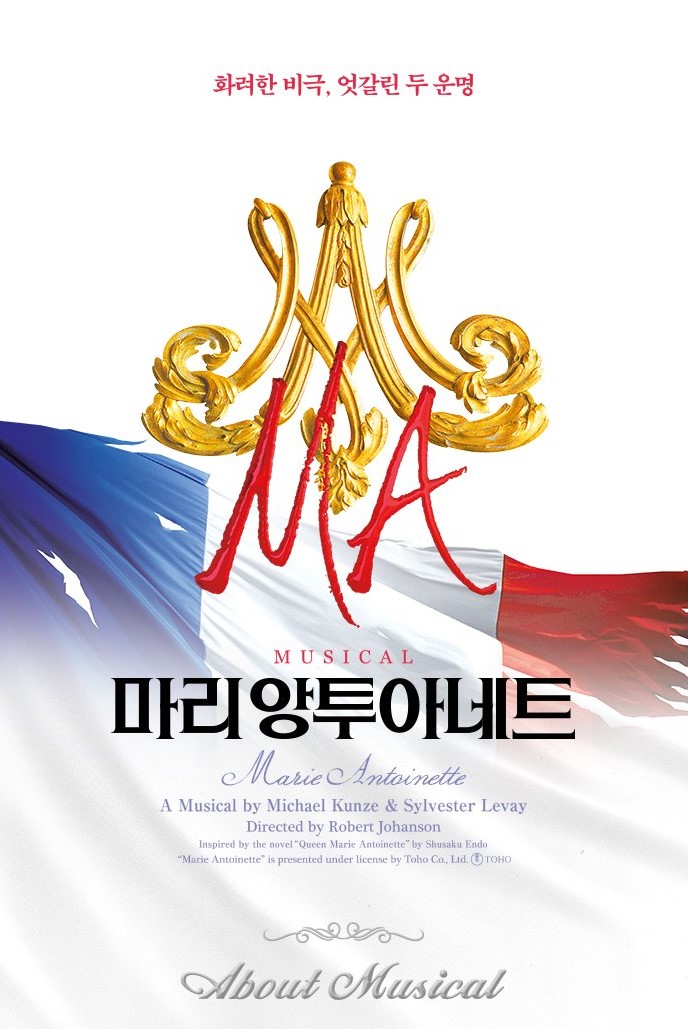 화려한 비극, 엇갈린 두 운명
MA
MUSICAL
마리 앙투아네트
Marie Antoinette
A Musical by Michael Kunze & Sylvester Levay
Directed by Robert Johanson
Inspired by the novel "Queen Marie Antoinette" by Shusaku Endo
"Marie Antoinette" is presented under license by Toho Co., Ltd. TOHO
About Musical